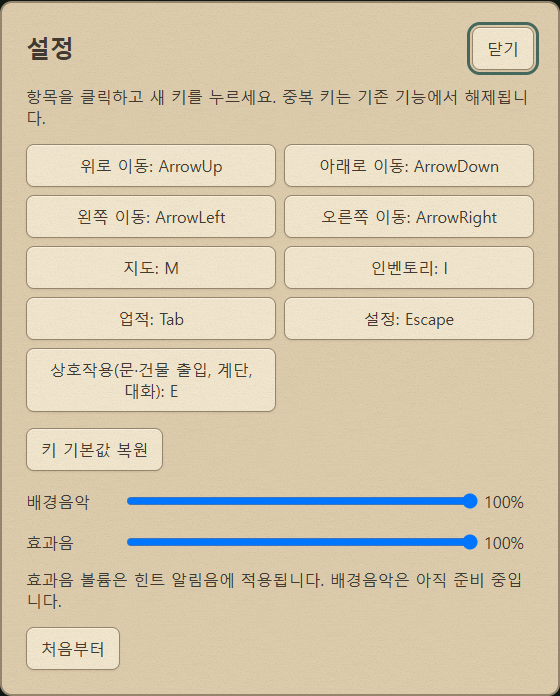 설정
닫기
항목을 클릭하고 새 키를 누르세요. 중복 키는 기존 기능에서 해제됩니
다.
위로 이동: ArrowUp
아래로 이동: ArrowDown
왼쪽 이동: ArrowLeft
오른쪽 이동: ArrowRight
지도: M
인벤토리: I
업적: Tab
설정: Escape
상호작용(문·건물 출입, 계단,
대화): E
키 기본값 복원
배경음악
100%
효과음
100%
효과음 볼륨은 힌트 알림음에 적용됩니다. 배경음악은 아직 준비 중입
니다.
처음부터